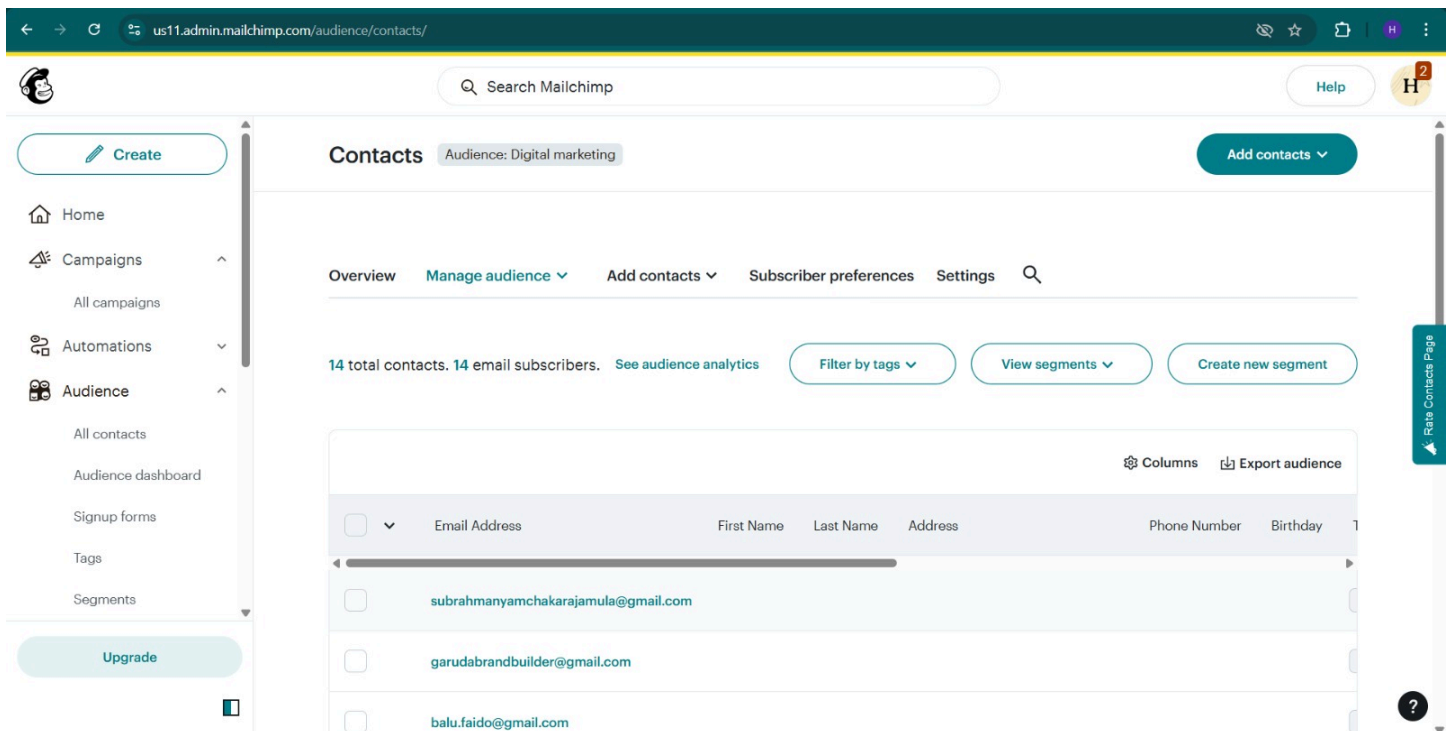 us11.admin.mailchimp.com/audience/contacts/
H
Search Mailchimp
Help
H
2
Create
Home
Campaigns
All campaigns
Automations
Audience
All contacts
Audience dashboard
Signup forms
Tags
Segments
Upgrade
Contacts Audience: Digital marketing
Add contacts
Overview Manage audience Add contacts Subscriber preferences Settings
14 total contacts. 14 email subscribers. See audience analytics Filter by tags View segments Create new segment
Columns Export audience
Email Address First Name Last Name Address Phone Number Birthday
subrahmanyamchakarajamula@gmail.com
garudabrandbuilder@gmail.com
balu.faido@gmail.com
Rate Contacts Page
?